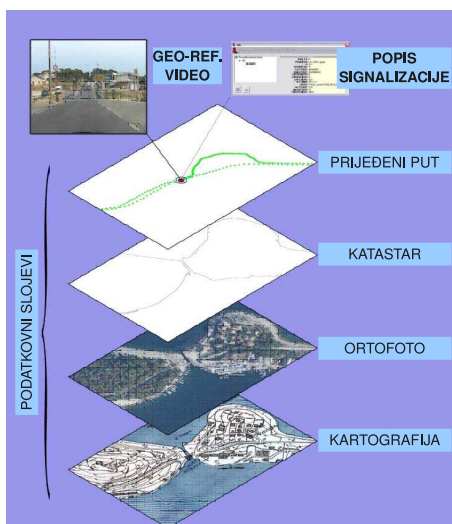 GEO-REF.
VIDEO
POPIS
SIGNALIZACIJE
PRIJEĐENI PUT
KATASTAR
ORTOFOTO
KARTOGRAFIJA
PODATKOVNI SLOJEVI